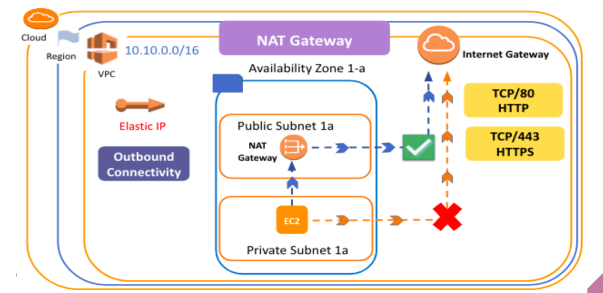 Cloud
Region
VPC
10.10.0.0/16
NAT Gateway
Internet Gateway
Availability Zone 1-a
Elastic IP
Outbound
Connectivity
Public Subnet 1a
NAT
Gateway
EC2
Private Subnet 1a
TCP/80
HTTP
TCP/443
HTTPS